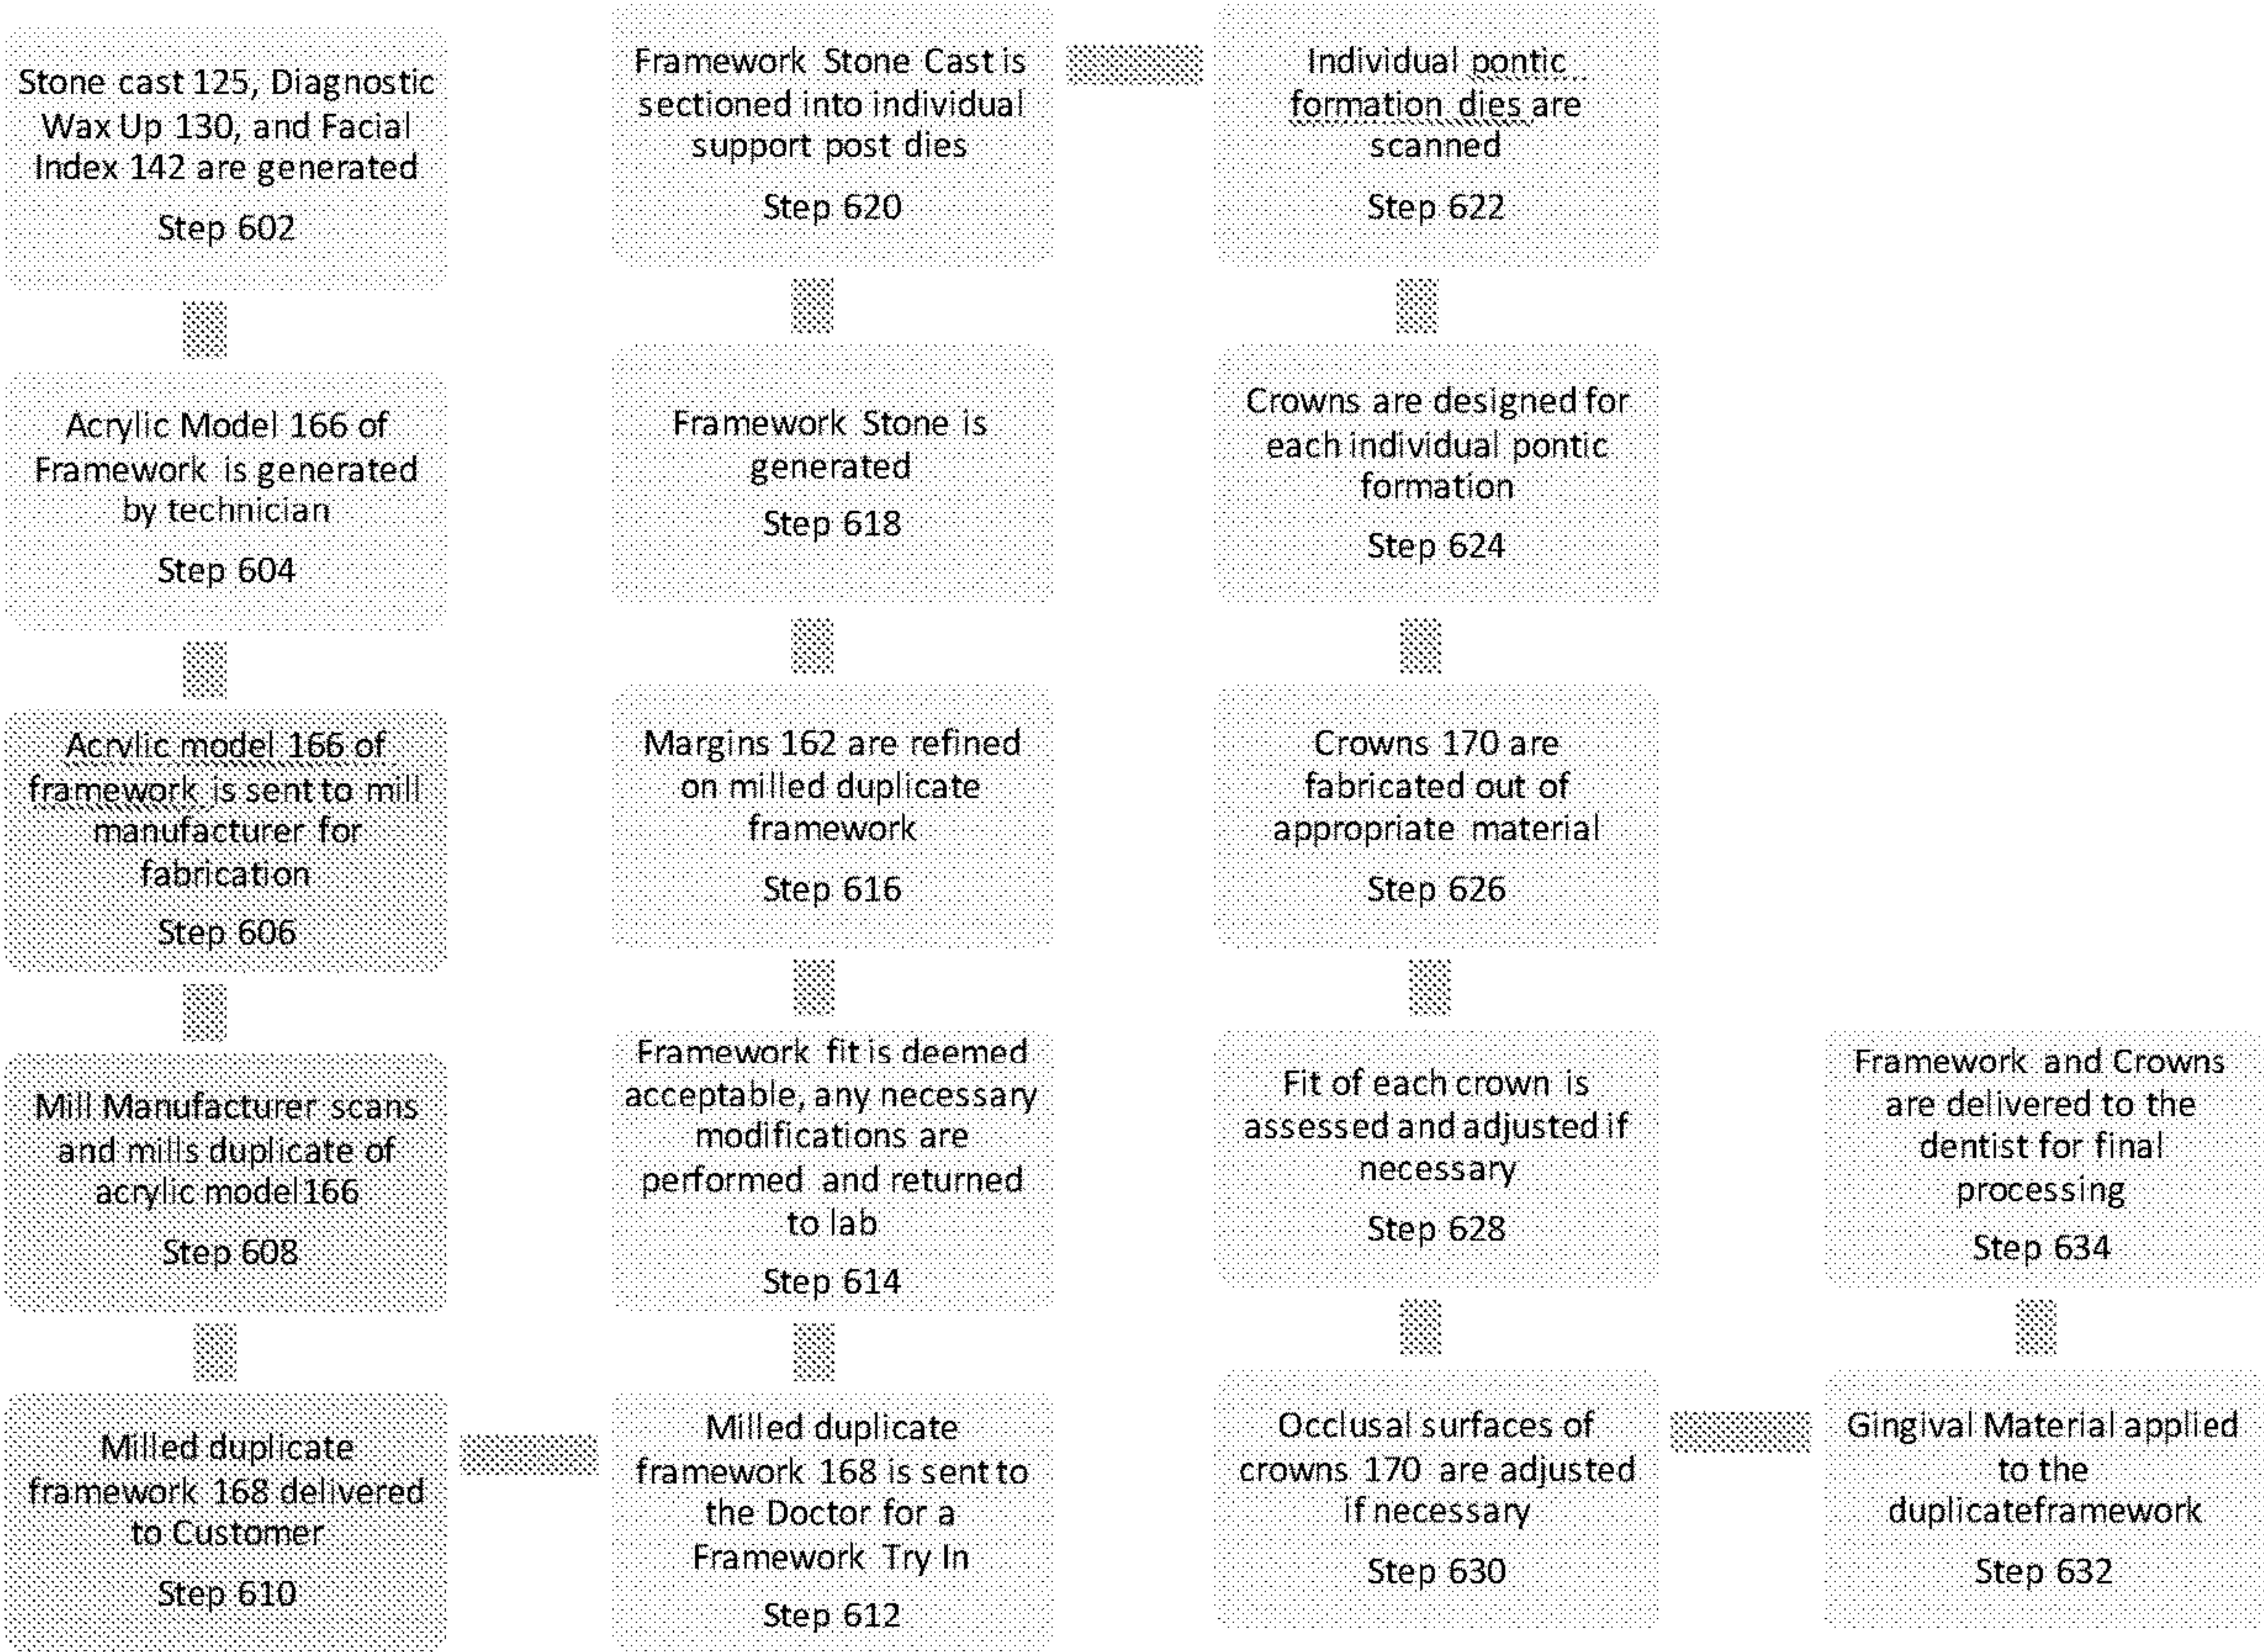 Stone cast 125, Diagnostic
Wax Up 130, and Facial
Index 142 are generated
Step 602
Acrylic Model 166 of
Framework is generated
by technician
Step 604
Acrylic model 166 of
framework is sent to mill
manufacturer for
fabrication
Step 606
Mill Manufacturer scans
and mills duplicate of
acrylic model166
Step 608
Milled duplicate
framework 168 delivered
to Customer
Step 610
Milled duplicate
framework 168 is sent to
the Doctor for a
Framework Try In
Step 612
Framework fit is deemed
acceptable, any necessary
modifications are
performed and returned
to lab
Step 614
Margins 162 are refined
on milled duplicate
framework
Step 616
Framework Stone is
generated
Step 618
Framework Stone Cast is
sectioned into individual
support post dies
Step 620
Individual pontic
formation dies are
scanned
Step 622
Crowns are designed for
each individual pontic
formation
Step 624
Crowns 170 are
fabricated out of
appropriate material
Step 626
Fit of each crown is
assessed and adjusted if
necessary
Step 628
Occlusal surfaces of
crowns 170 are adjusted
if necessary
Step 630
Gingival Material applied
to the
duplicateframework
Step 632
Framework and Crowns
are delivered to the
dentist for final
processing
Step 634